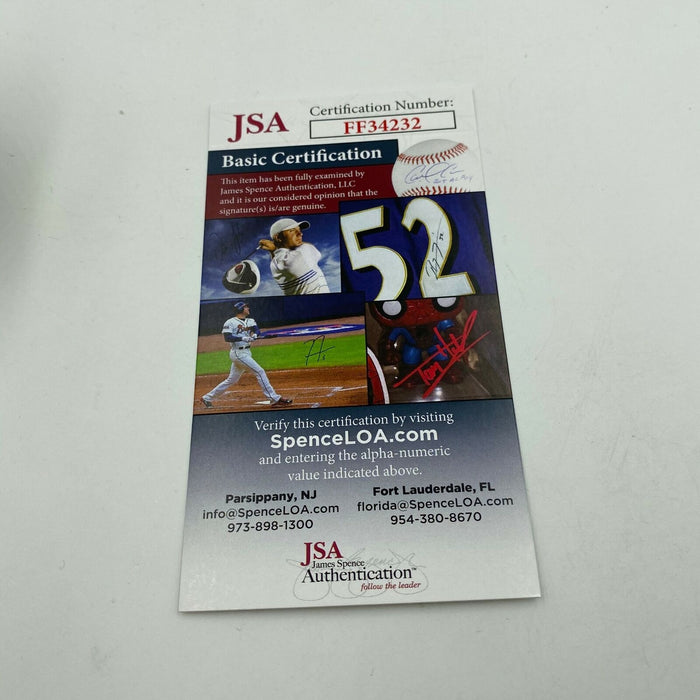 JSA
Certification Number:
FF34232
Basic Certification
This item has been fully examined by
James Spence Authentication, LLC
and it is our considered opinion that the
signature(s) is/are genuine.
52
Verify this certification by visiting
SpenceLOA.com
and entering the alpha-numeric
value indicated above.
Parsippany, NJ
info@SpenceLOA.com
973-898-1300
Fort Lauderdale, FL
florida@SpenceLOA.com
954-380-8670
JSA
James Spence
Authentication™
follow the leader